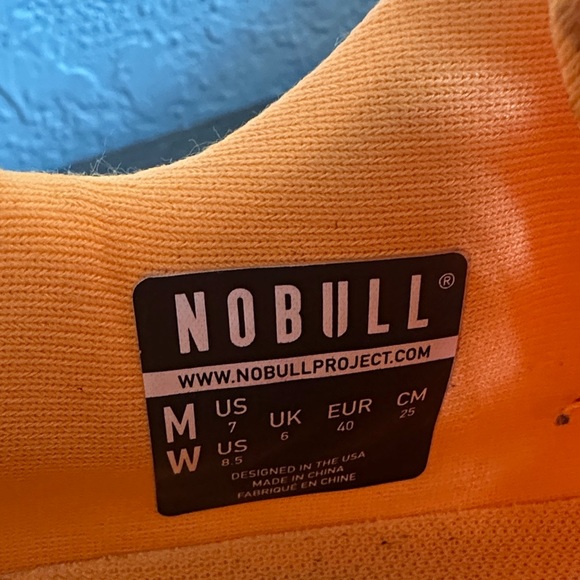 NOBULL®
WWW.NOBULLPROJECT.COM
M US 7 UK 6 EUR 40 CM 25
W US 8.5
DESIGNED IN THE USA
MADE IN CHINA
FABRIQUÉ EN CHINE